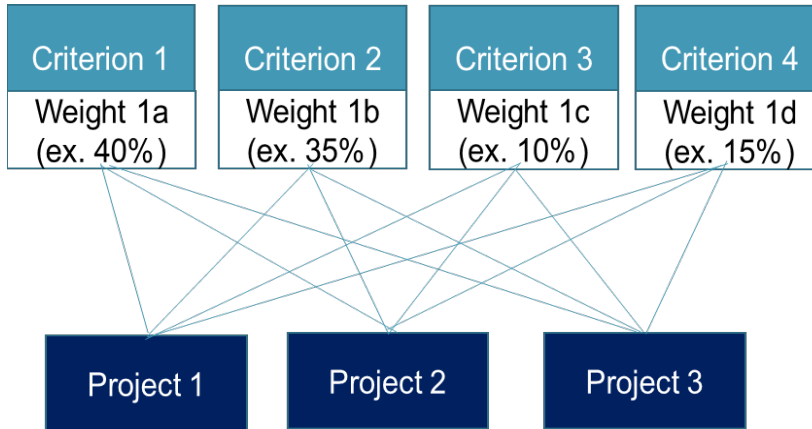 Criterion 1
Weight 1a
(ex. 40%)
Criterion 2
Weight 1b
(ex. 35%)
Criterion 3
Weight 1c
(ex. 10%)
Criterion 4
Weight 1d
(ex. 15%)
Project 1
Project 2
Project 3